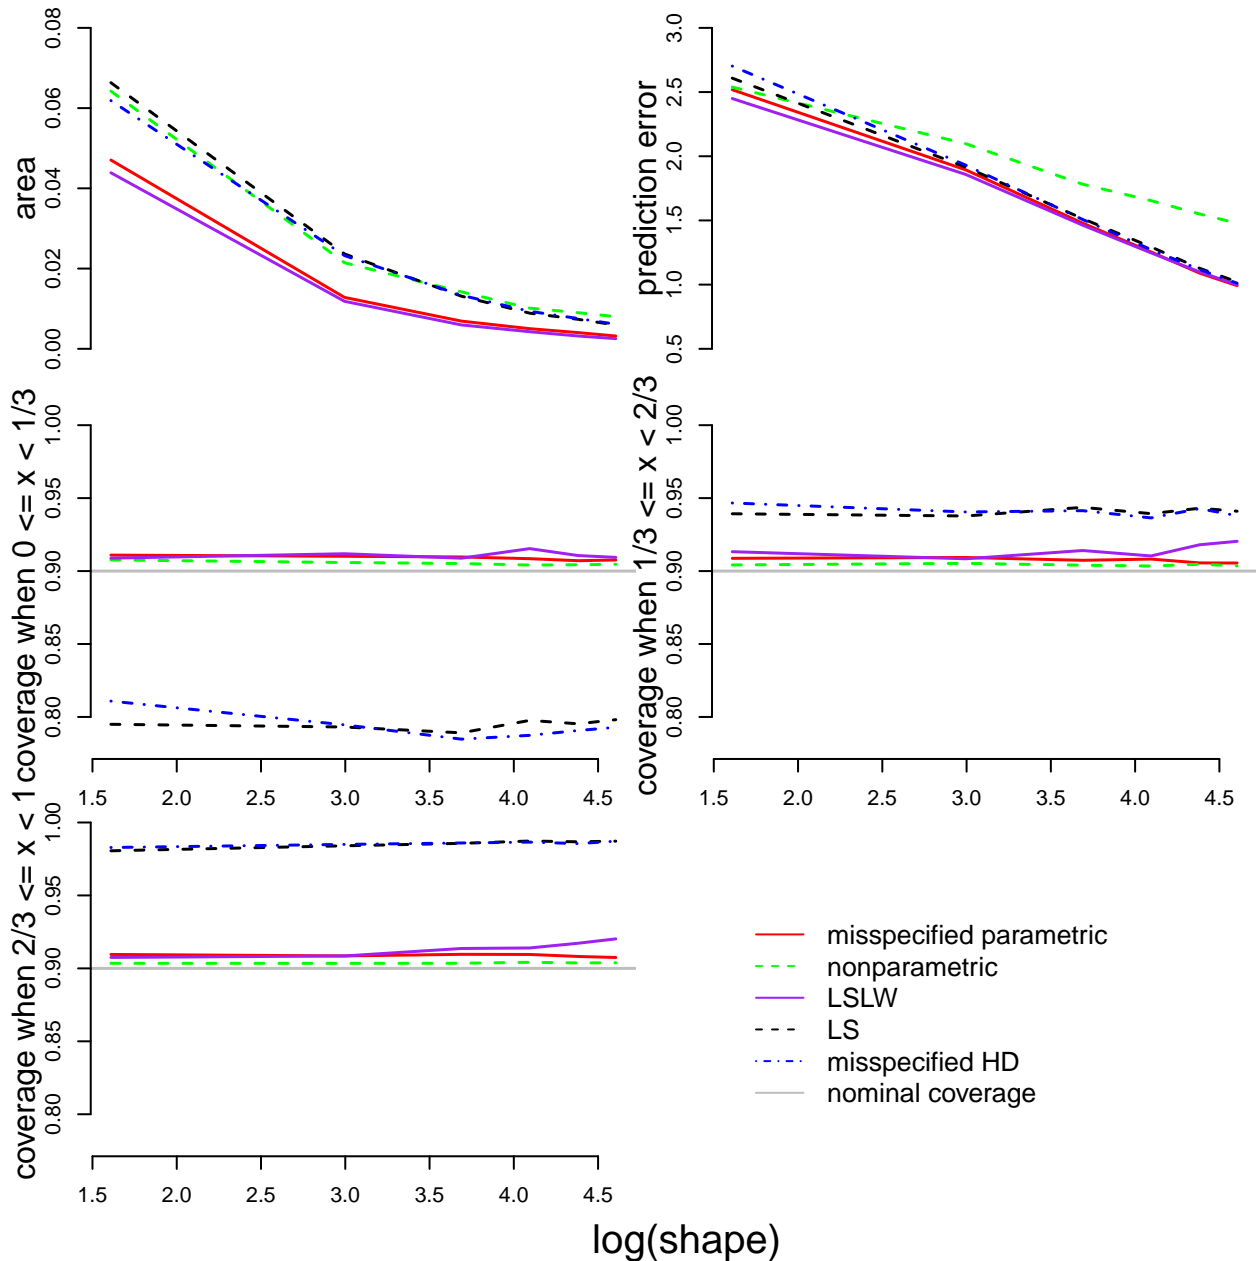 area
0.00 0.02 0.04 0.06 0.08
prediction error
0.5 1.0 1.5 2.0 2.5 3.0
coverage when 0 <= x < 1/3
0.80 0.85 0.90 0.95 1.00
1.5 2.0 2.5 3.0 3.5 4.0 4.5
coverage when 1/3 <= x < 2/3
0.80 0.85 0.90 0.95 1.00
1.5 2.0 2.5 3.0 3.5 4.0 4.5
coverage when 2/3 <= x < 1
0.80 0.85 0.90 0.95 1.00
1.5 2.0 2.5 3.0 3.5 4.0 4.5
misspecified parametric
nonparametric
LSLW
LS
misspecified HD
nominal coverage
log(shape)